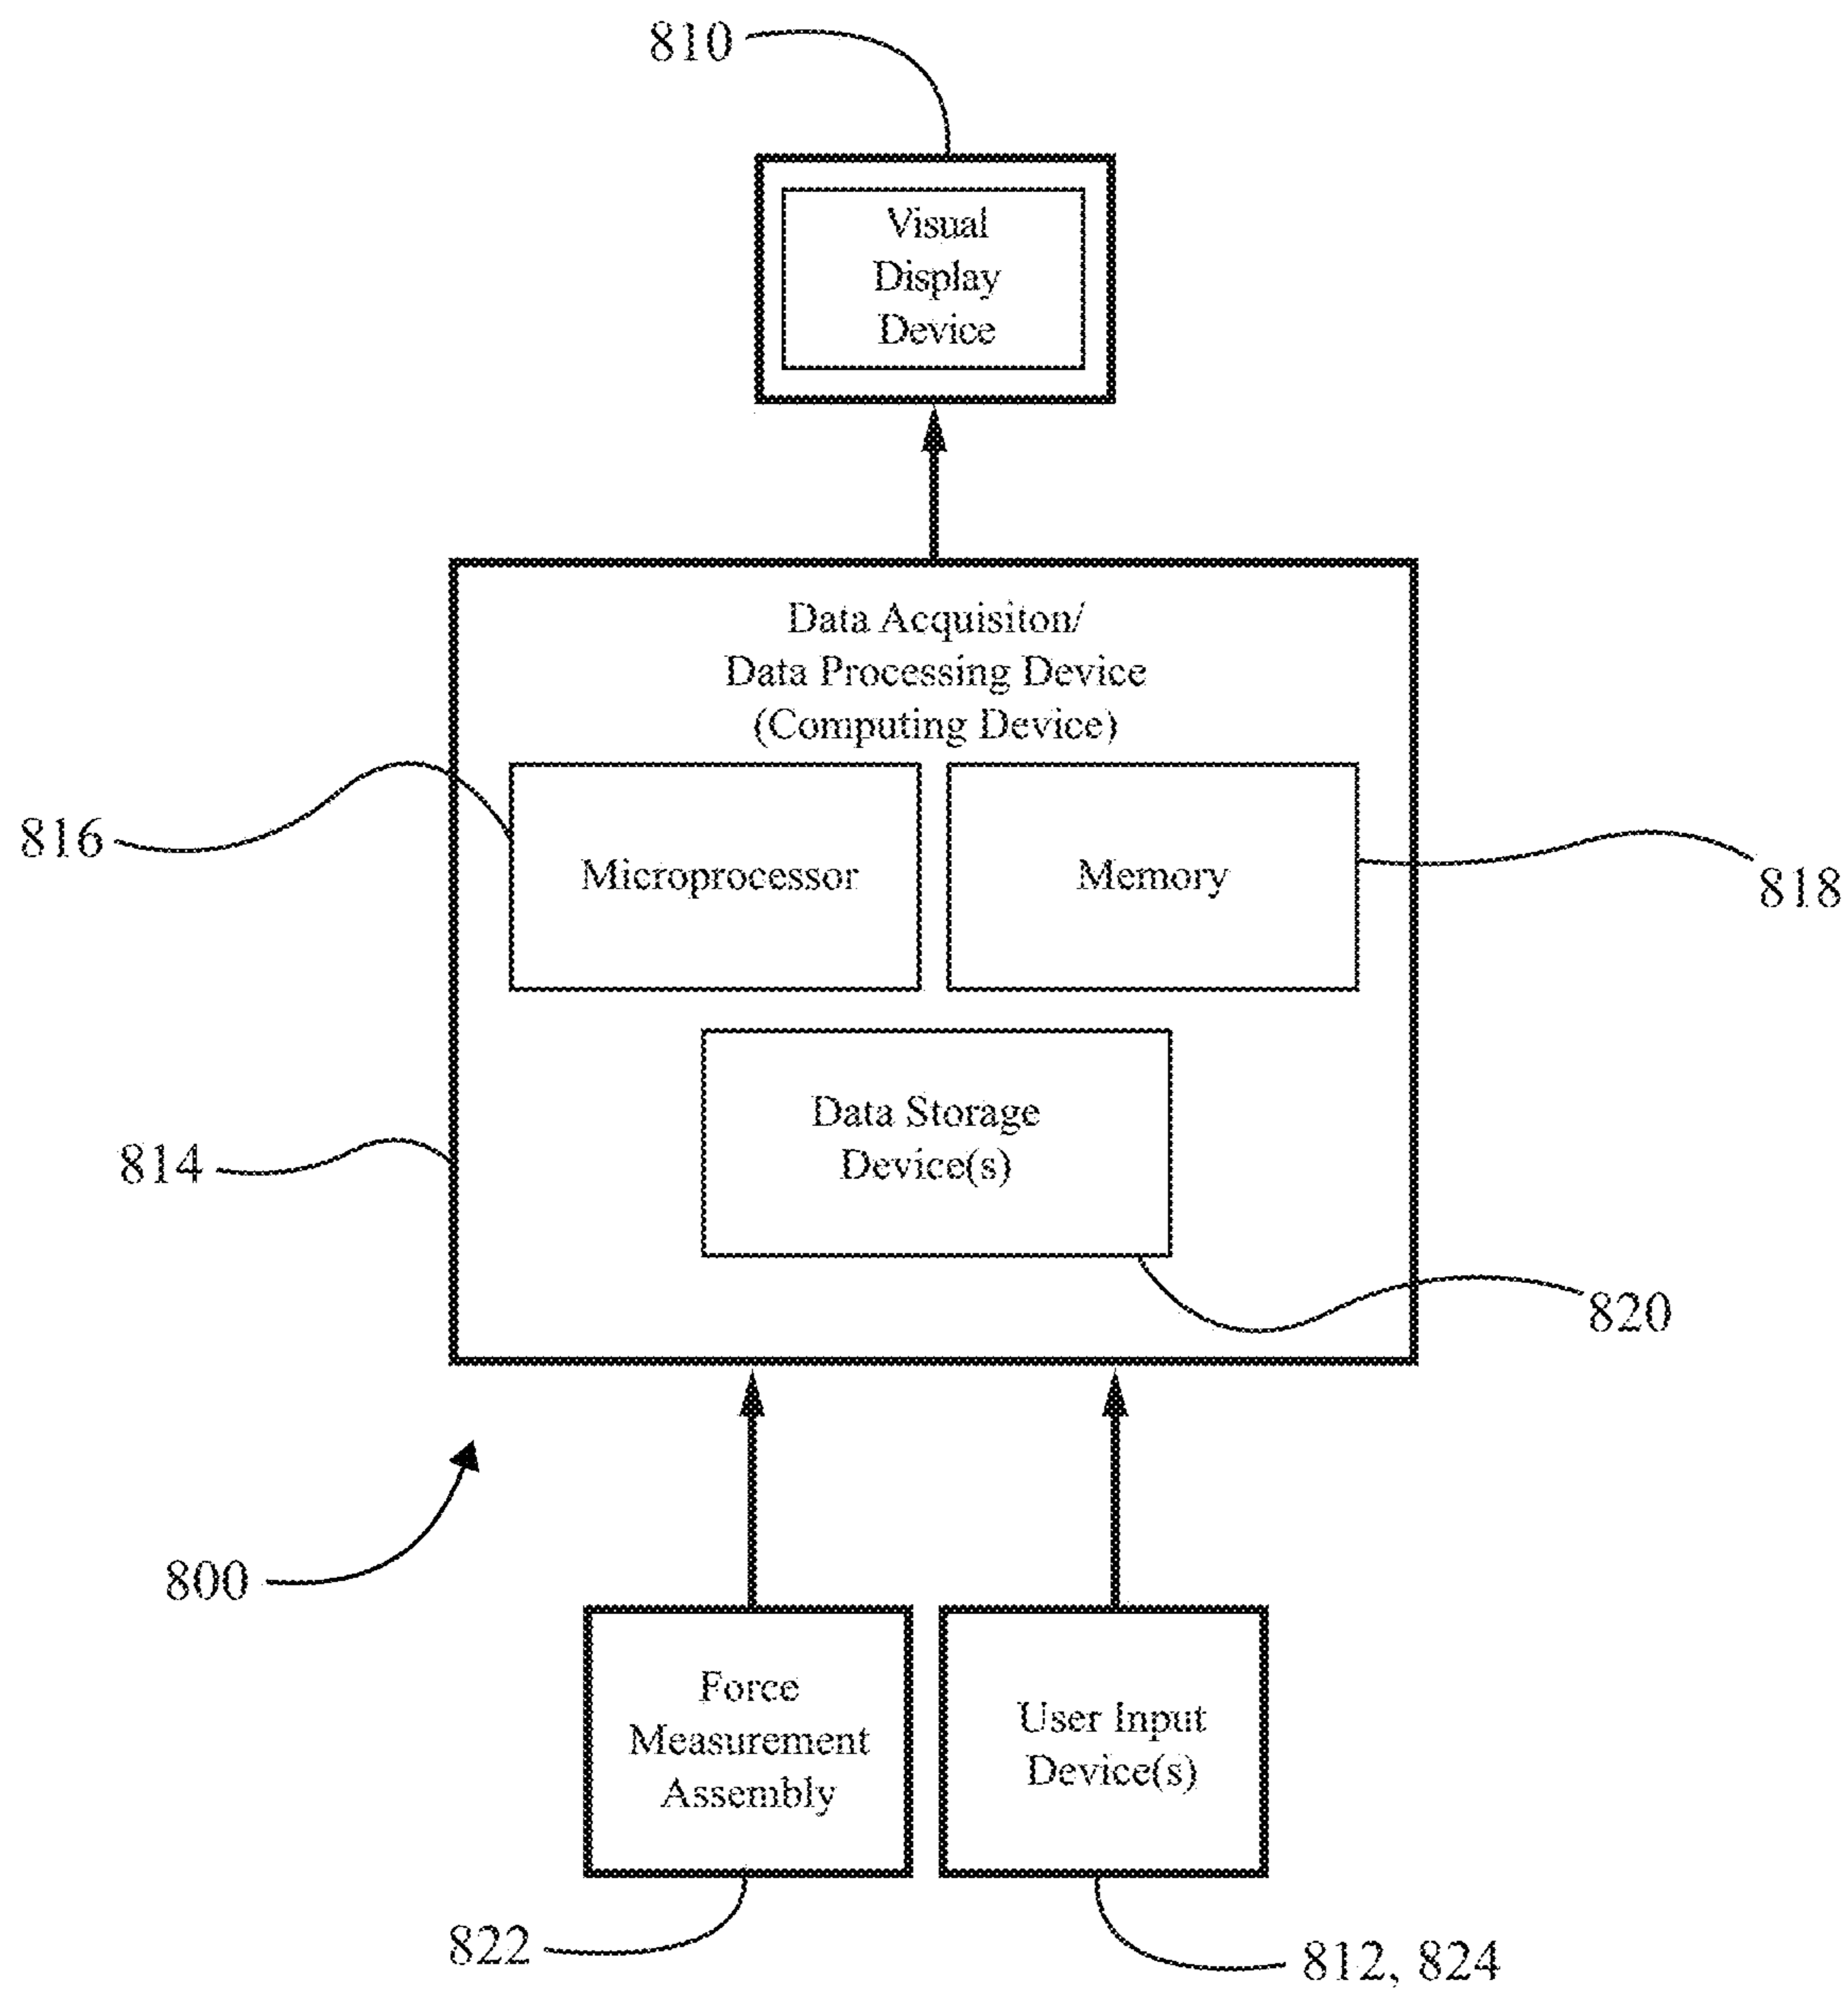 810
Visual
Display
Device
Data Acquisiton/
Data Processing Device
(Computing Device)
816
Microprocessor
Memory
818
814
Data Storage
Device(s)
820
800
Force
Measurement
Assembly
User Input
Device(s)
822
812, 824